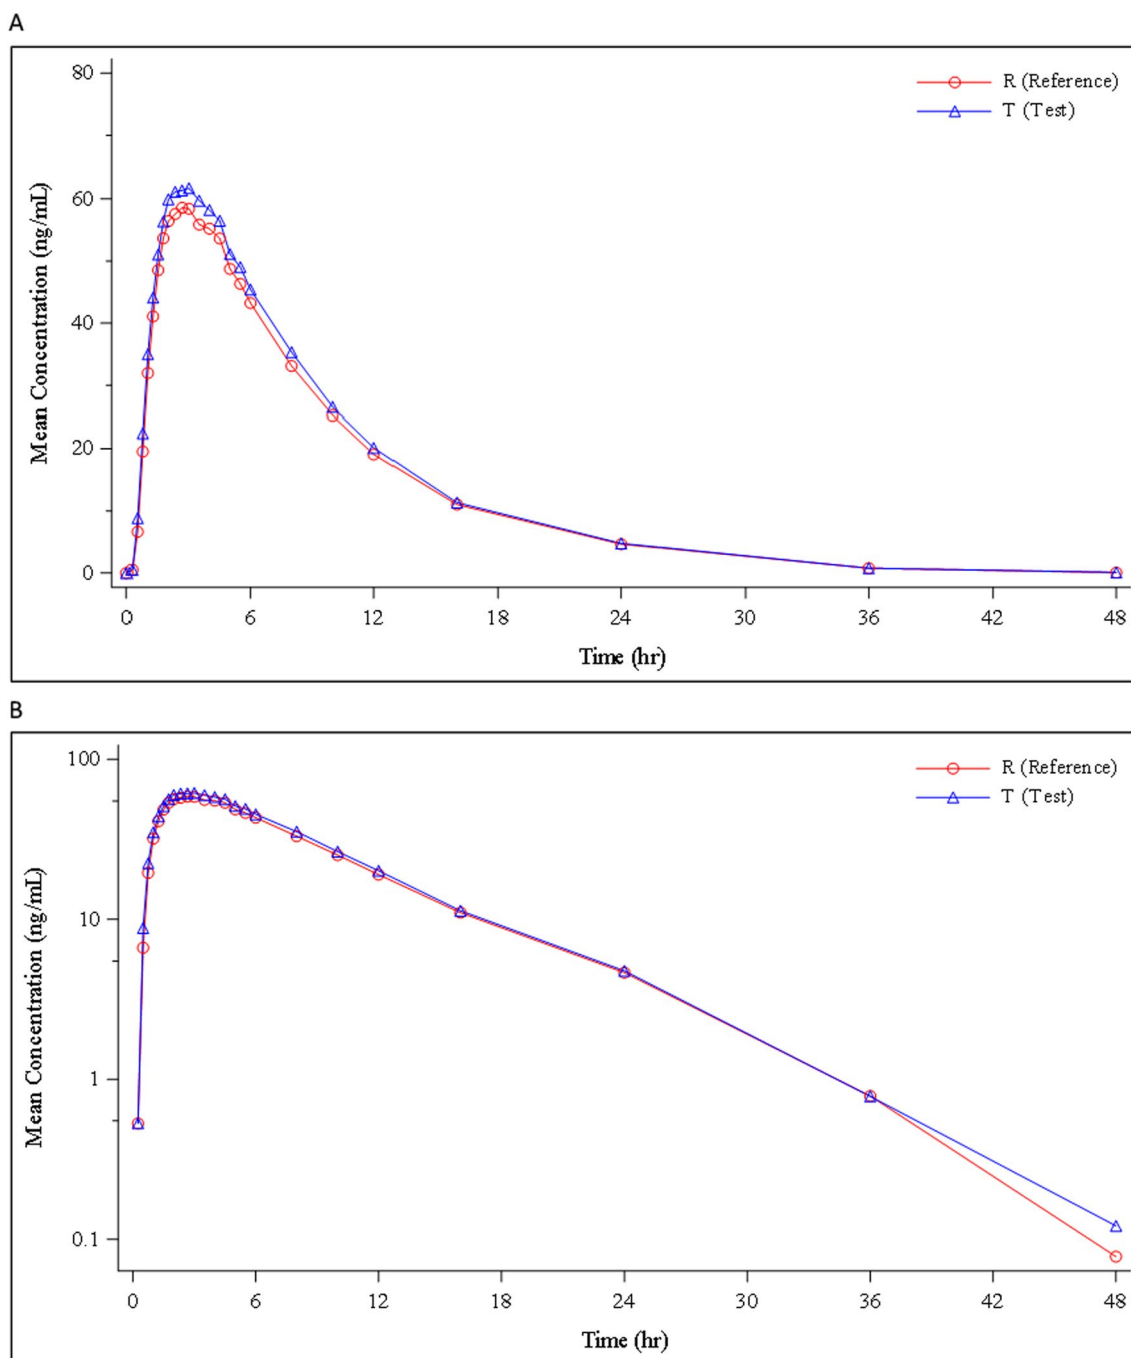 A
80
60
40
20
0
Mean Concentration (ng/mL)
R (Reference)
T (Test)
0 6 12 18 24 30 36 42 48
Time (hr)
B
100
10
1
0.1
Mean Concentration (ng/mL)
R (Reference)
T (Test)
0 6 12 18 24 30 36 42 48
Time (hr)